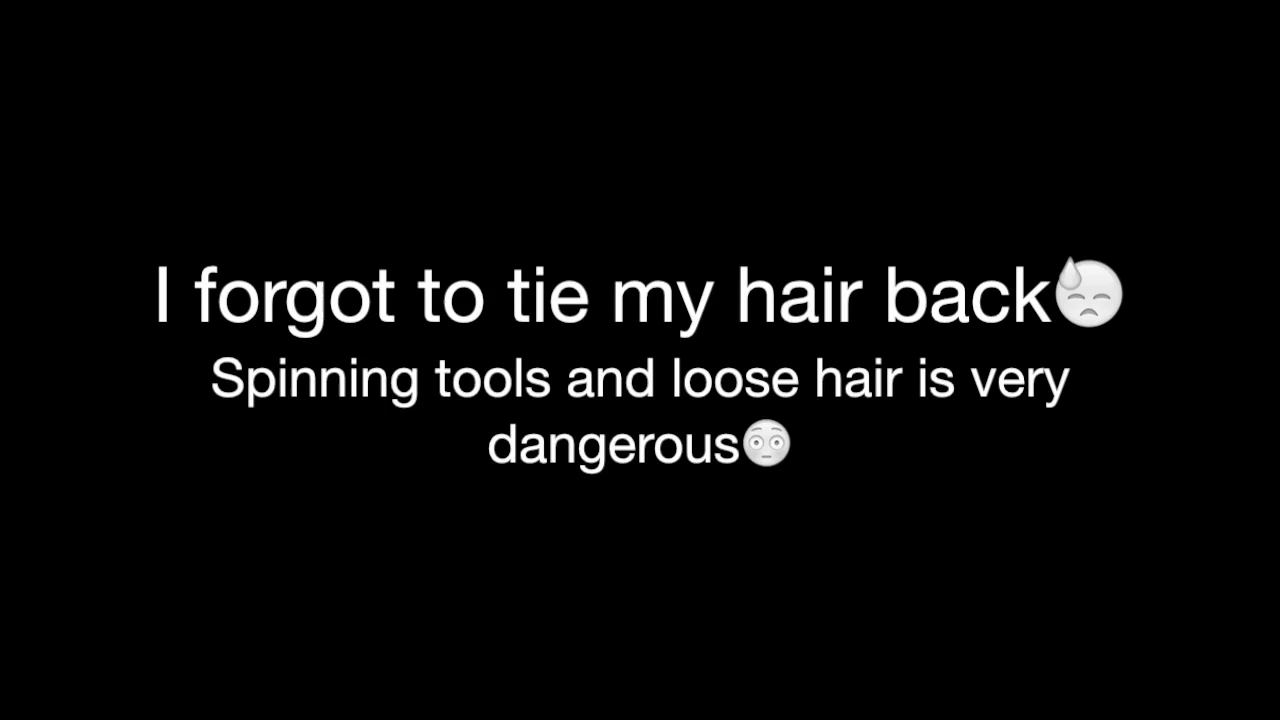 I forgot to tie my hair back😓
Spinning tools and loose hair is very
dangerous😳